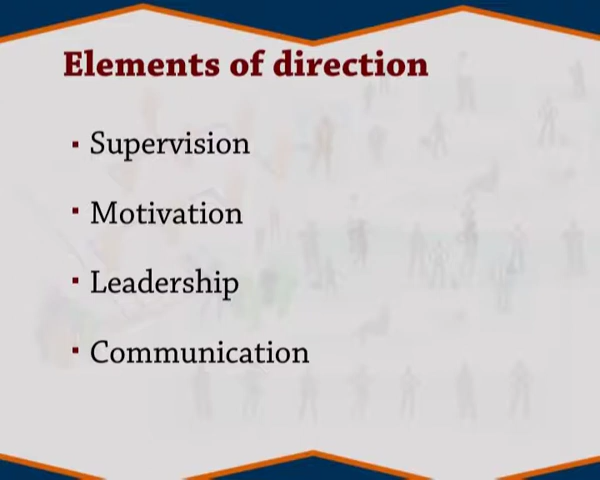 Elements of direction
▪ Supervision
▪ Motivation
▪ Leadership
▪ Communication